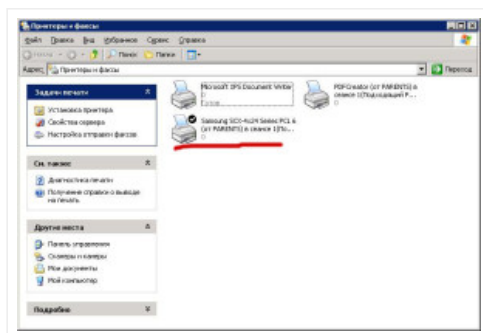 Принтеры и факсы
Файл Правка Вид Избранное Сервис Справка
Поиск Папки
Адрес: Принтеры и факсы Переход
Задачи печати
Установка принтера
Свойства сервера
Настройка отправки факсов
См. также
Диагностика печати
Получение справки о выводе
на печать
Другие места
Панель управления
Сканеры и камеры
Мои документы
Мой компьютер
Подробно
Microsoft XPS Document Writer
0
Готов
PDFCreator (от PARENTS) в
сеансе 1(Подходящий P...
0
Samsung SCX-4x24 Series PCL 6
(от PARENTS) в сеансе 1(По...
0